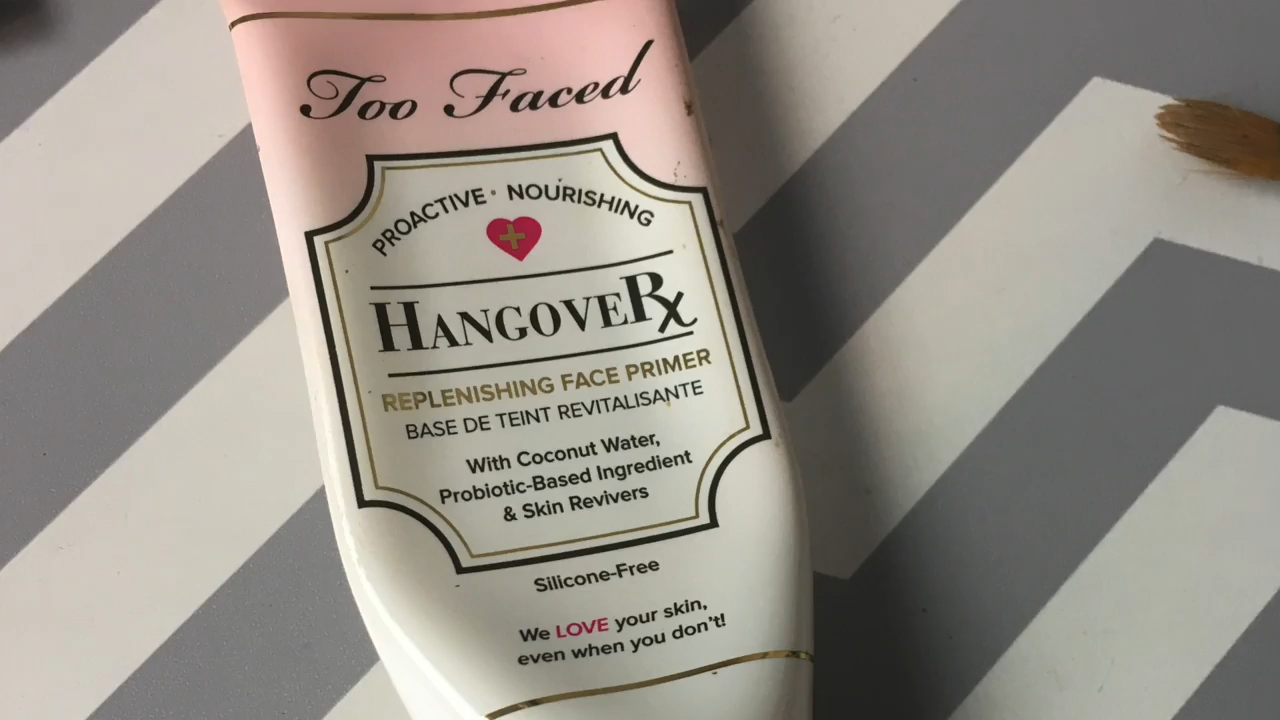 Too Faced
PROACTIVE • NOURISHING
HANGOVERx
REPLENISHING FACE PRIMER
BASE DE TEINT REVITALISANTE
With Coconut Water,
Probiotic-Based Ingredient
& Skin Revivers
Silicone-Free
We LOVE your skin,
even when you don't!